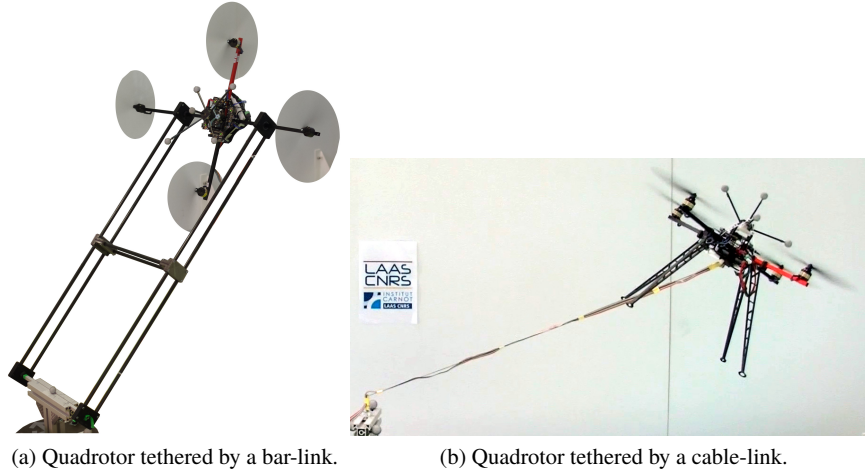 LAAS
CNRS
INSTITUT
CARNOT
LAAS CNRS
(a) Quadrotor tethered by a bar-link.
(b) Quadrotor tethered by a cable-link.